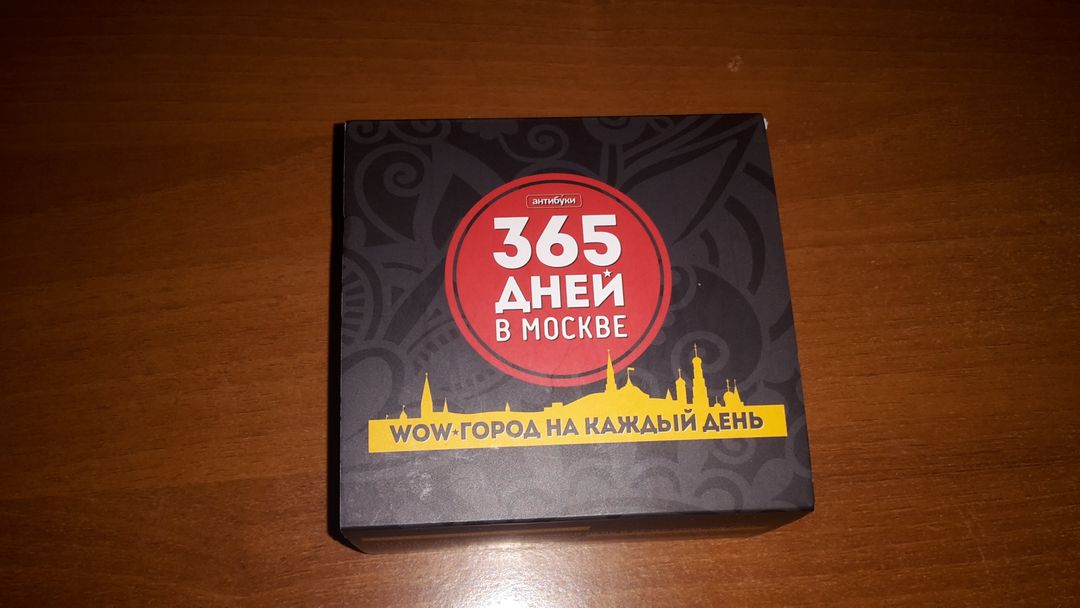 антибуки
365
ДНЕЙ
В МОСКВЕ
WOW★ГОРОД НА КАЖДЫЙ ДЕНЬ